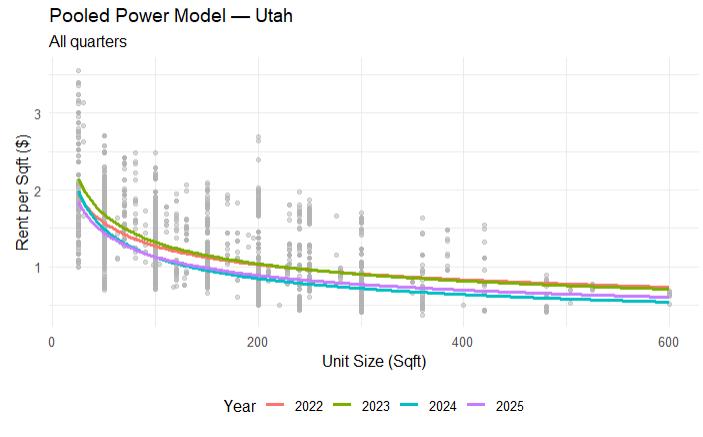 Pooled Power Model — Utah
All quarters
Rent per Sqft ($)
3
2
1
0
200
400
600
Unit Size (Sqft)
Year 2022 2023 2024 2025